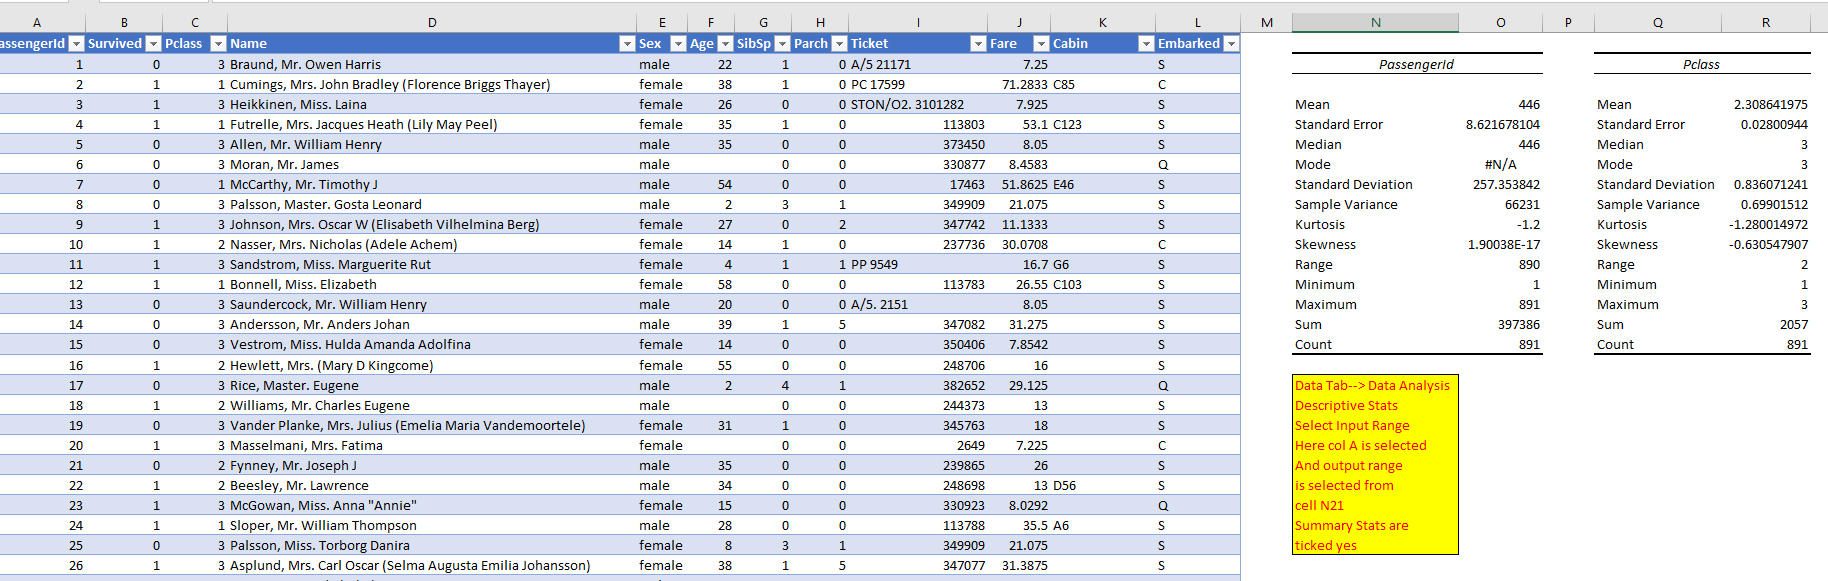 A B C D E F G H I J K L M N O P Q R
assengerId Survived Pclass Name Sex Age SibSp Parch Ticket Fare Cabin Embarked
1 0 3 Braund, Mr. Owen Harris male 22 1 0 A/5 21171 7.25 S PassengerId Pclass
2 1 1 Cumings, Mrs. John Bradley (Florence Briggs Thayer) female 38 1 0 PC 17599 71.2833 C85 C
3 1 3 Heikkinen, Miss. Laina female 26 0 0 STON/O2. 3101282 7.925 S Mean 446 Mean 2.308641975
4 1 1 Futrelle, Mrs. Jacques Heath (Lily May Peel) female 35 1 0 113803 53.1 C123 S Standard Error 8.621678104 Standard Error 0.02800944
5 0 3 Allen, Mr. William Henry male 35 0 0 373450 8.05 S Median 446 Median 3
6 0 3 Moran, Mr. James male 0 0 330877 8.4583 Q Mode #N/A Mode 3
7 0 1 McCarthy, Mr. Timothy J male 54 0 0 17463 51.8625 E46 S Standard Deviation 257.353842 Standard Deviation 0.836071241
8 0 3 Palsson, Master. Gosta Leonard male 2 3 1 349909 21.075 S Sample Variance 66231 Sample Variance 0.69901512
9 1 3 Johnson, Mrs. Oscar W (Elisabeth Vilhelmina Berg) female 27 0 2 347742 11.1333 S Kurtosis -1.2 Kurtosis -1.280014972
10 1 2 Nasser, Mrs. Nicholas (Adele Achem) female 14 1 0 237736 30.0708 C Skewness 1.90038E-17 Skewness -0.630547907
11 1 3 Sandstrom, Miss. Marguerite Rut female 4 1 1 PP 9549 16.7 G6 S Range 890 Range 2
12 1 1 Bonnell, Miss. Elizabeth female 58 0 0 113783 26.55 C103 S Minimum 1 Minimum 1
13 0 3 Saundercock, Mr. William Henry male 20 0 0 A/5. 2151 8.05 S Maximum 891 Maximum 3
14 0 3 Andersson, Mr. Anders Johan male 39 1 5 347082 31.275 S Sum 397386 Sum 2057
15 0 3 Vestrom, Miss. Hulda Amanda Adolfina female 14 0 0 350406 7.8542 S Count 891 Count 891
16 1 2 Hewlett, Mrs. (Mary D Kingcome) female 55 0 0 248706 16 S
17 0 3 Rice, Master. Eugene male 2 4 1 382652 29.125 Q Data Tab--> Data Analysis
18 1 2 Williams, Mr. Charles Eugene male 0 0 244373 13 S Descriptive Stats
19 0 3 Vander Planke, Mrs. Julius (Emelia Maria Vandemoortele) female 31 1 0 345763 18 S Select Input Range
20 1 3 Masselmani, Mrs. Fatima female 0 0 2649 7.225 C Here col A is selected
21 0 2 Fynney, Mr. Joseph J male 35 0 0 239865 26 S And output range
22 1 2 Beesley, Mr. Lawrence male 34 0 0 248698 13 D56 S is selected from
23 1 3 McGowan, Miss. Anna "Annie" female 15 0 0 330923 8.0292 Q cell N21
24 1 1 Sloper, Mr. William Thompson male 28 0 0 113788 35.5 A6 S Summary Stats are
25 0 3 Palsson, Miss. Torborg Danira female 8 3 1 349909 21.075 S ticked yes
26 1 3 Asplund, Mrs. Carl Oscar (Selma Augusta Emilia Johansson) female 38 1 5 347077 31.3875 S